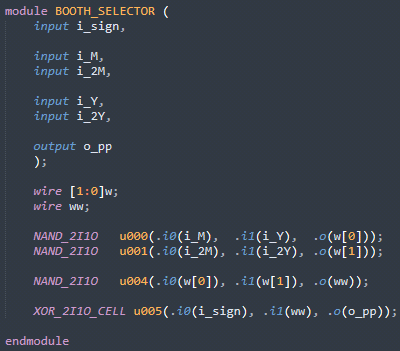 module BOOTH_SELECTOR (
input i_sign,
input i_M,
input i_2M,
input i_Y,
input i_2Y,
output o_pp
);
wire [1:0]w;
wire ww;
NAND_2I1O u000(.i0(i_M), .i1(i_Y), .o(w[0]));
NAND_2I1O u001(.i0(i_2M), .i1(i_2Y), .o(w[1]));
NAND_2I1O u004(.i0(w[0]), .i1(w[1]), .o(ww));
XOR_2I1O_CELL u005(.i0(i_sign), .i1(ww), .o(o_pp));
endmodule